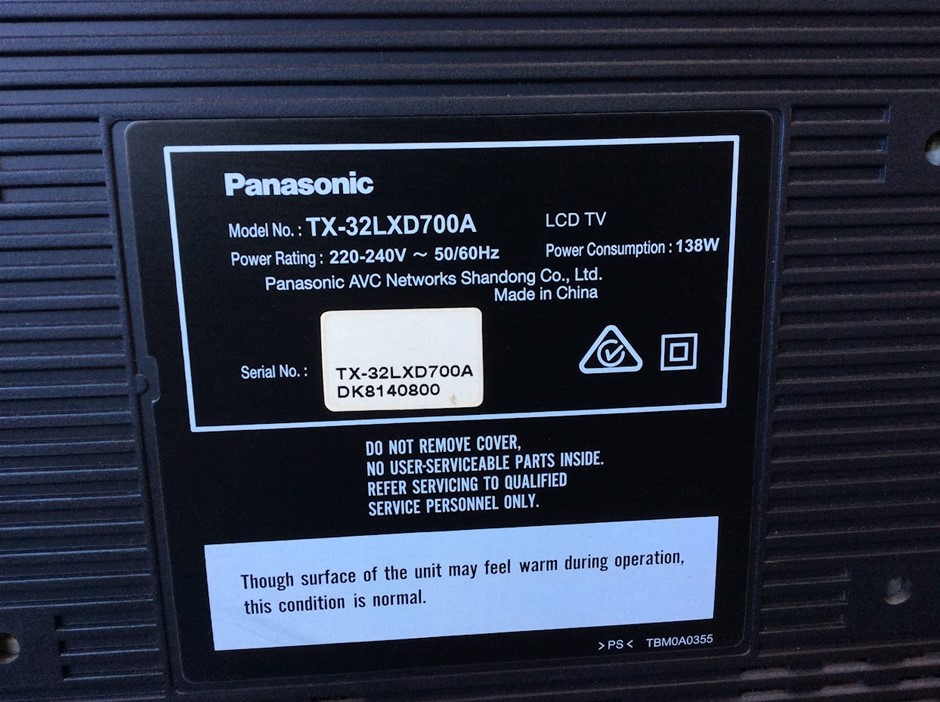 Panasonic
Model No. : TX-32LXD700A LCD TV
Power Rating : 220-240V ~ 50/60Hz Power Consumption : 138W
Panasonic AVC Networks Shandong Co., Ltd.
Made in China
Serial No. :
TX-32LXD700A
DK8140800
DO NOT REMOVE COVER,
NO USER-SERVICEABLE PARTS INSIDE.
REFER SERVICING TO QUALIFIED
SERVICE PERSONNEL ONLY.
Though surface of the unit may feel warm during operation,
this condition is normal.
>PS< TBM0A0355